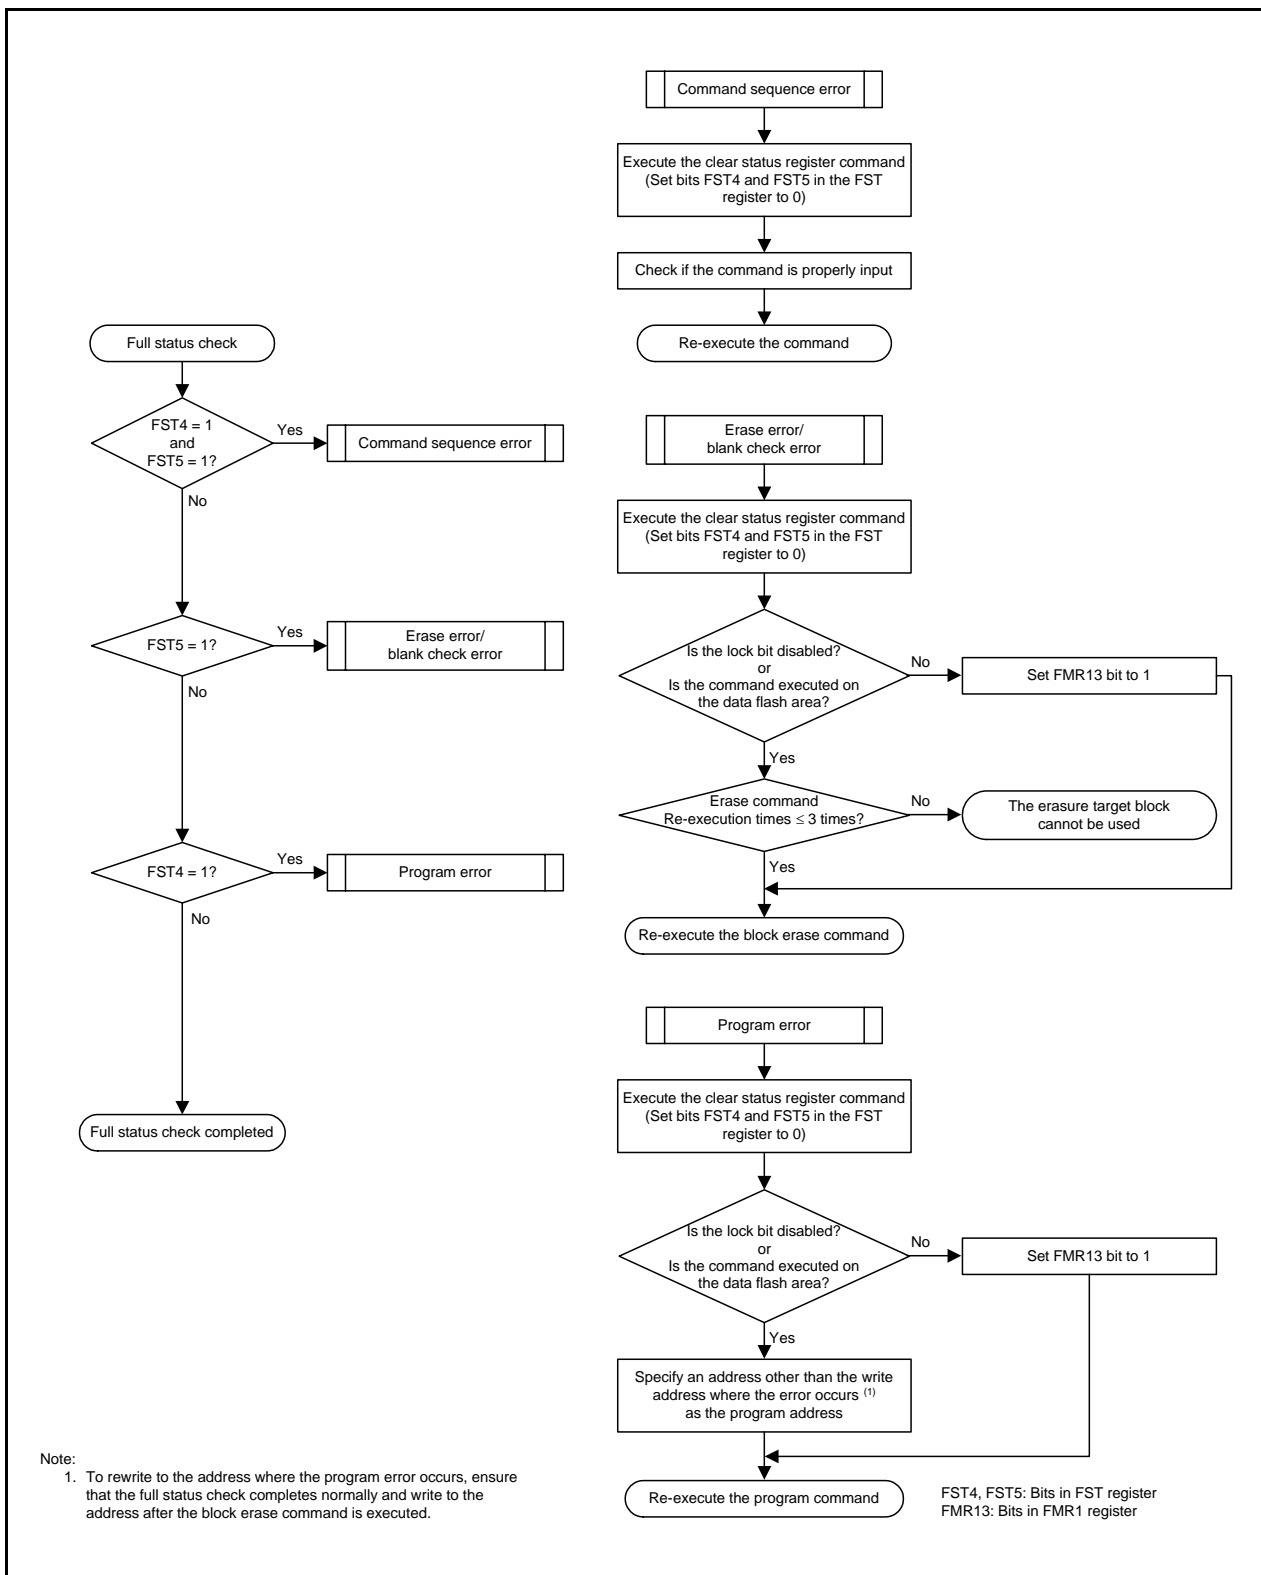 Full status check
FST4 = 1
and
FST5 = 1?
Yes
Command sequence error
No
FST5 = 1?
Yes
Erase error/
blank check error
No
FST4 = 1?
Yes
Program error
No
Full status check completed
Command sequence error
Execute the clear status register command
(Set bits FST4 and FST5 in the FST
register to 0)
Check if the command is properly input
Re-execute the command
Erase error/
blank check error
Execute the clear status register command
(Set bits FST4 and FST5 in the FST
register to 0)
Is the lock bit disabled?
or
Is the command executed on
the data flash area?
No
Set FMR13 bit to 1
Yes
Erase command
Re-execution times ≤ 3 times?
No
The erasure target block
cannot be used
Yes
Re-execute the block erase command
Program error
Execute the clear status register command
(Set bits FST4 and FST5 in the FST
register to 0)
Is the lock bit disabled?
or
Is the command executed on
the data flash area?
No
Set FMR13 bit to 1
Yes
Specify an address other than the write
address where the error occurs (1)
as the program address
Re-execute the program command
Note:
1. To rewrite to the address where the program error occurs, ensure
that the full status check completes normally and write to the
address after the block erase command is executed.
FST4, FST5: Bits in FST register
FMR13: Bits in FMR1 register